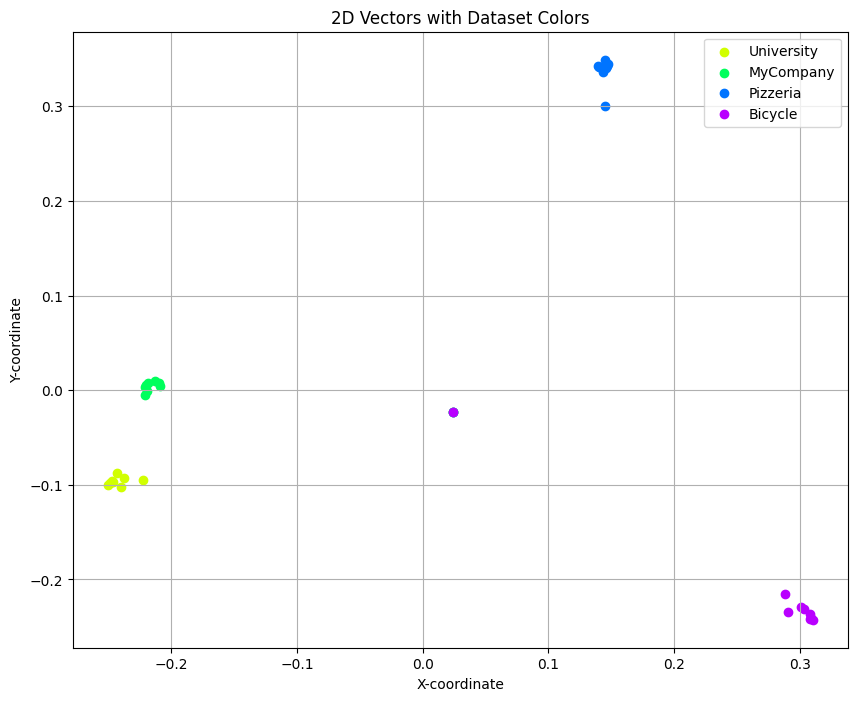 2D Vectors with Dataset Colors
University
MyCompany
Pizzeria
Bicycle
0.3
0.2
0.1
0.0
−0.1
−0.2
Y-coordinate
−0.2
−0.1
0.0
0.1
0.2
0.3
X-coordinate